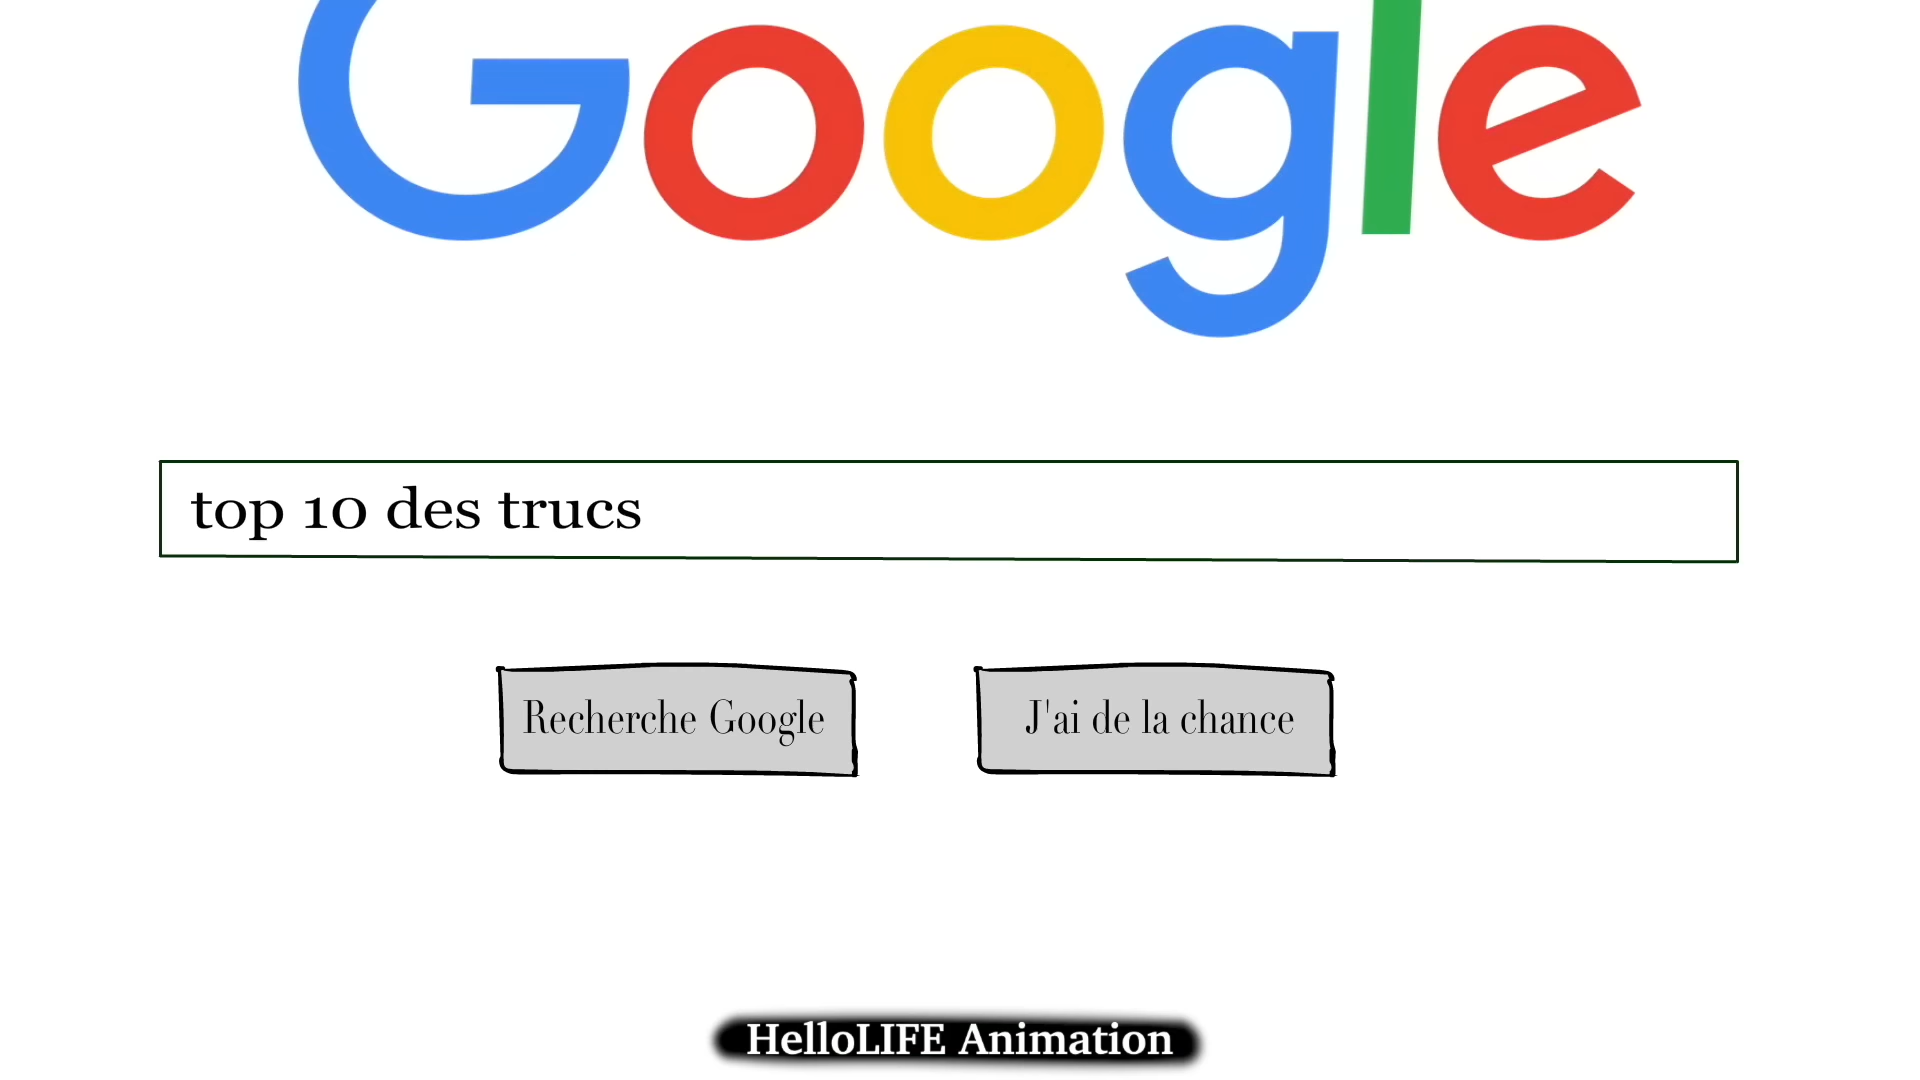 Google
top 10 des trucs
Recherche Google
J'ai de la chance
HelloLIFE Animation